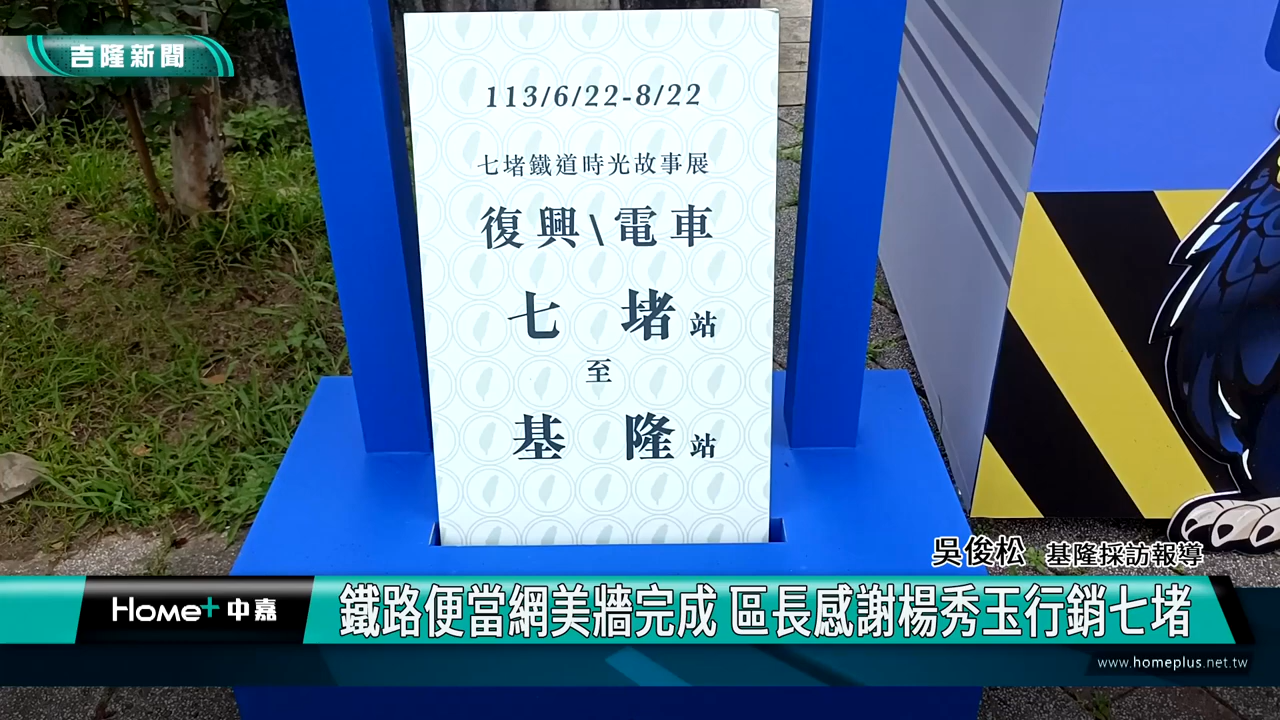 吉隆新聞
113/6/22-8/22
七堵鐵道時光故事展
復興\電車
七堵站
至
基隆站
吳俊松 基隆採訪報導
Home+中嘉
鐵路便當網美牆完成 區長感謝楊秀玉行銷七堵
www.homeplus.net.tw